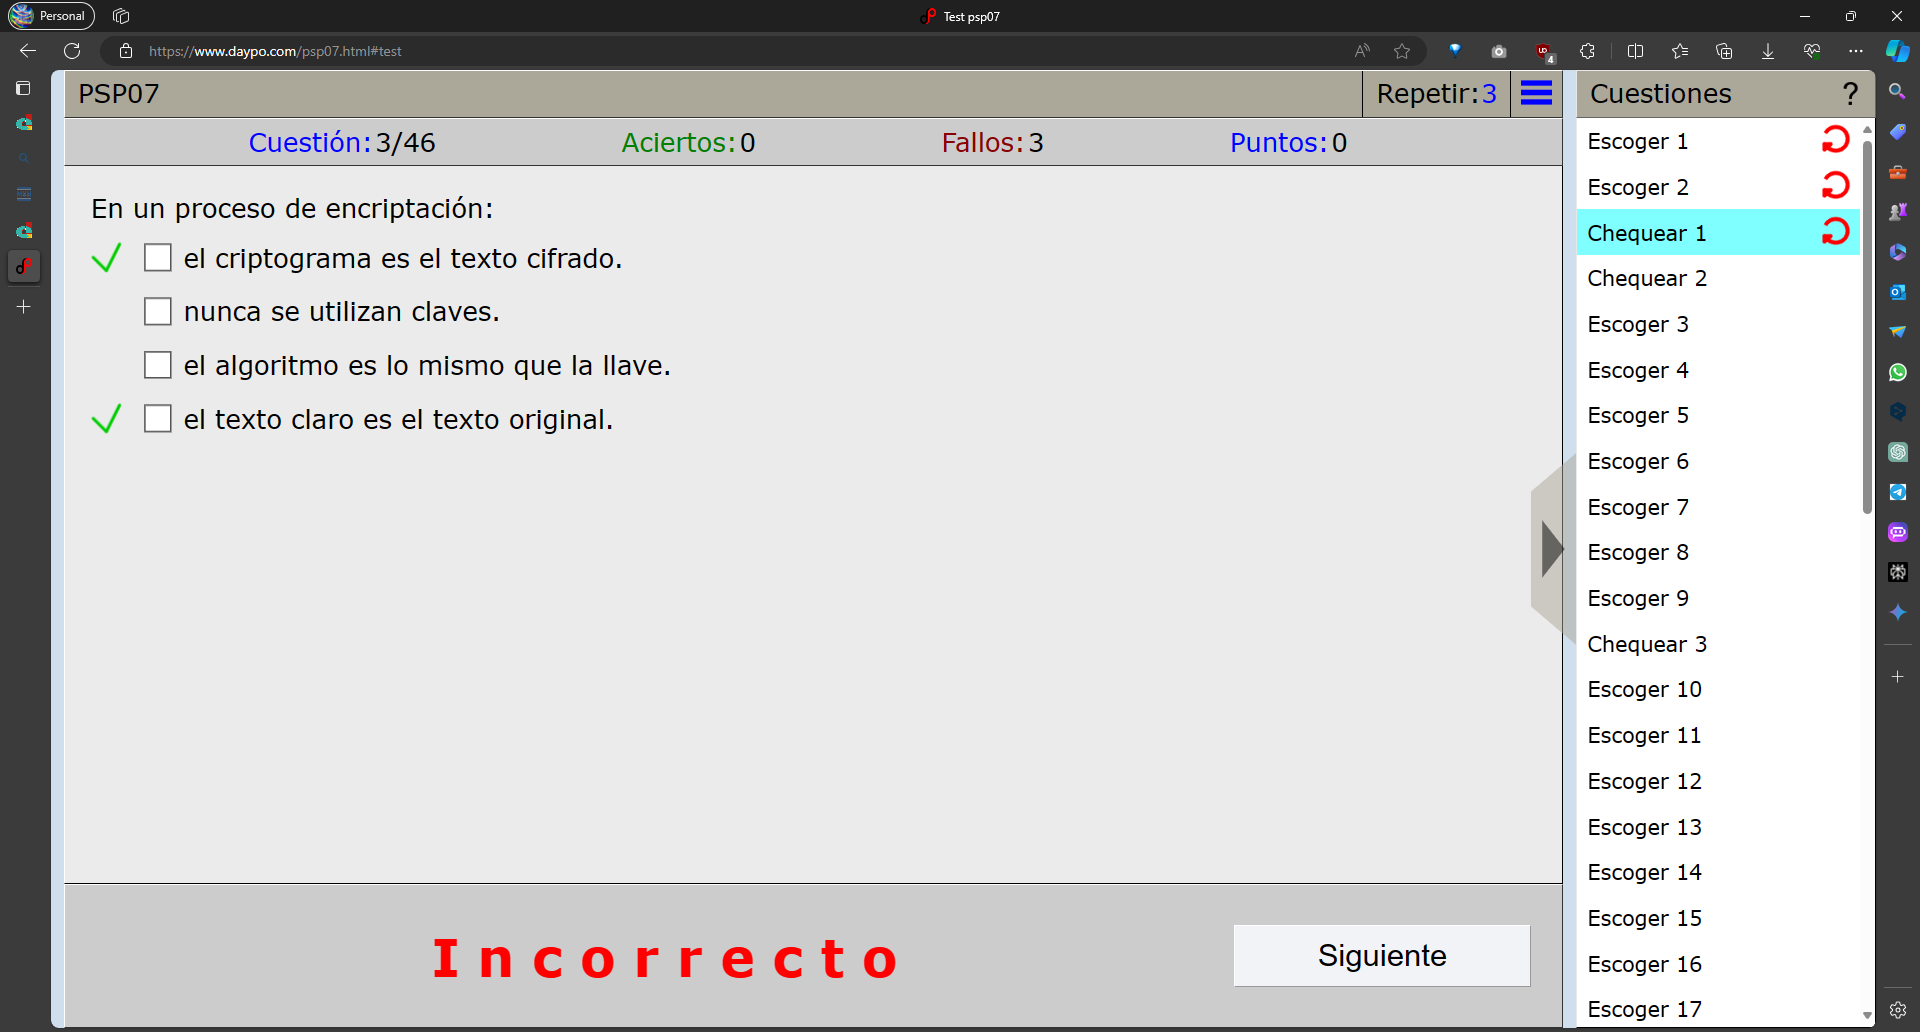 Personal
Test psp07
https://www.daypo.com/psp07.html#test
4
PSP07
Repetir:3
Cuestiones
?
Cuestión:3/46
Aciertos:0
Fallos:3
Puntos:0
En un proceso de encriptación:
el criptograma es el texto cifrado.
nunca se utilizan claves.
el algoritmo es lo mismo que la llave.
el texto claro es el texto original.
Incorrecto
Siguiente
Escoger 1
Escoger 2
Chequear 1
Chequear 2
Escoger 3
Escoger 4
Escoger 5
Escoger 6
Escoger 7
Escoger 8
Escoger 9
Chequear 3
Escoger 10
Escoger 11
Escoger 12
Escoger 13
Escoger 14
Escoger 15
Escoger 16
Escoger 17